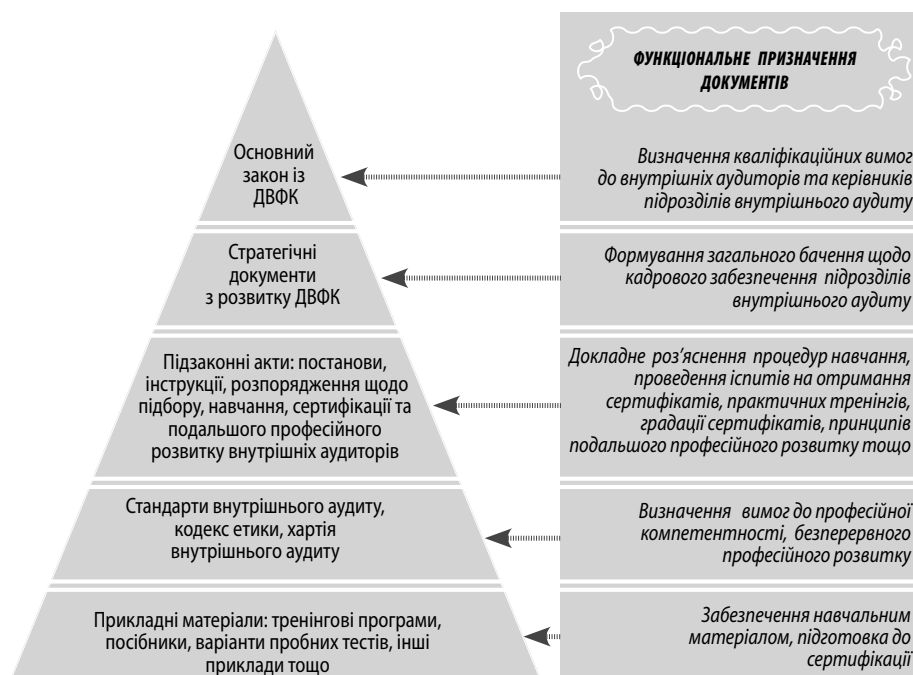 ФУНКЦІОНАЛЬНЕ ПРИЗНАЧЕННЯ
ДОКУМЕНТІВ
Основний
закон із
ДВФК
Визначення кваліфікаційних вимог
до внутрішніх аудиторів та керівників
підрозділів внутрішнього аудиту
Стратегічні
документи
з розвитку ДВФК
Формування загального бачення щодо
кадрового забезпечення підрозділів
внутрішнього аудиту
Підзаконні акти: постанови,
інструкції, розпорядження щодо
підбору, навчання, сертифікації та
подальшого професійного
розвитку внутрішніх аудиторів
Докладне роз'яснення процедур навчання,
проведення іспитів на отримання
сертифікатів, практичних тренінгів,
градації сертифікатів, принципів
подальшого професійного розвитку тощо
Стандарти внутрішнього аудиту,
кодекс етики, хартія
внутрішнього аудиту
Визначення вимог до професійної
компетентності, безперервного
професійного розвитку
Прикладні матеріали: тренінгові програми,
посібники, варіанти пробних тестів, інші
приклади тощо
Забезпечення навчальним
матеріалом, підготовка до
сертифікації